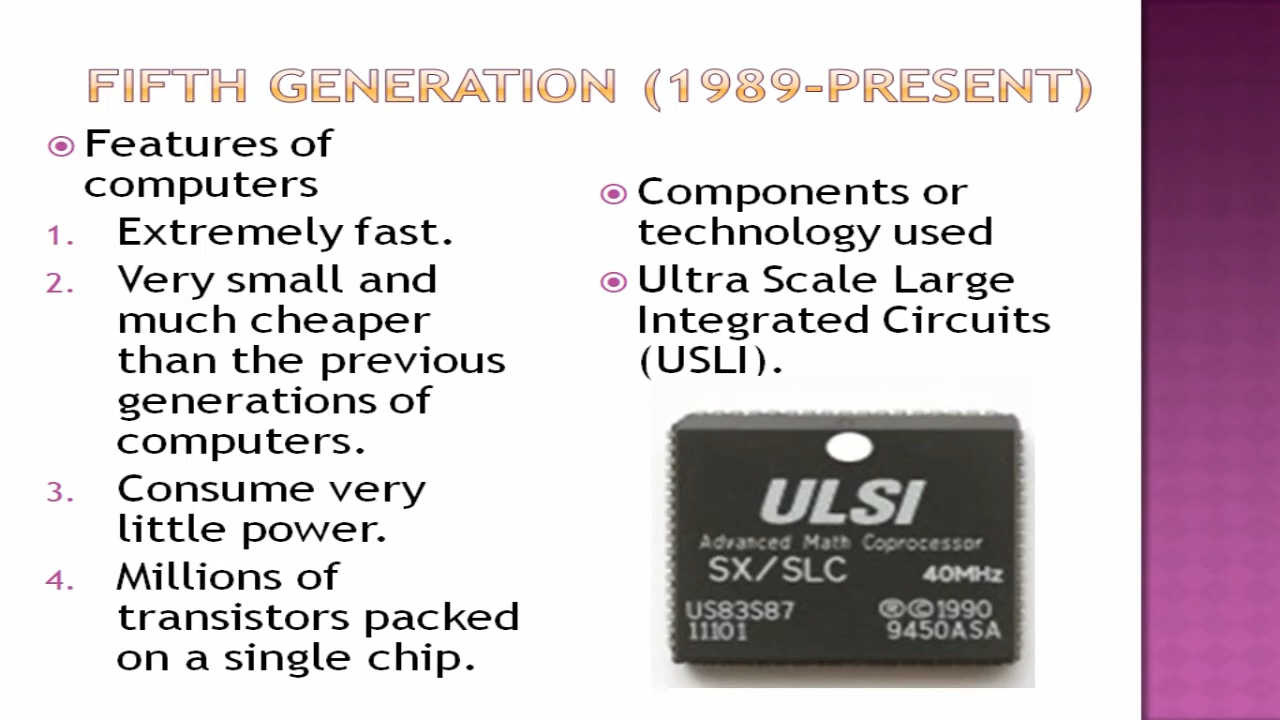 FIFTH GENERATION (1989-PRESENT)
Features of
computers
1. Extremely fast.
2. Very small and
much cheaper
than the previous
generations of
computers.
3. Consume very
little power.
4. Millions of
transistors packed
on a single chip.
Components or
technology used
Ultra Scale Large
Integrated Circuits
(USLI).
ULSI
Advanced Math Coprocessor
SX/SLC 40MHz
US83S87 ®©1990
11101 9450ASA